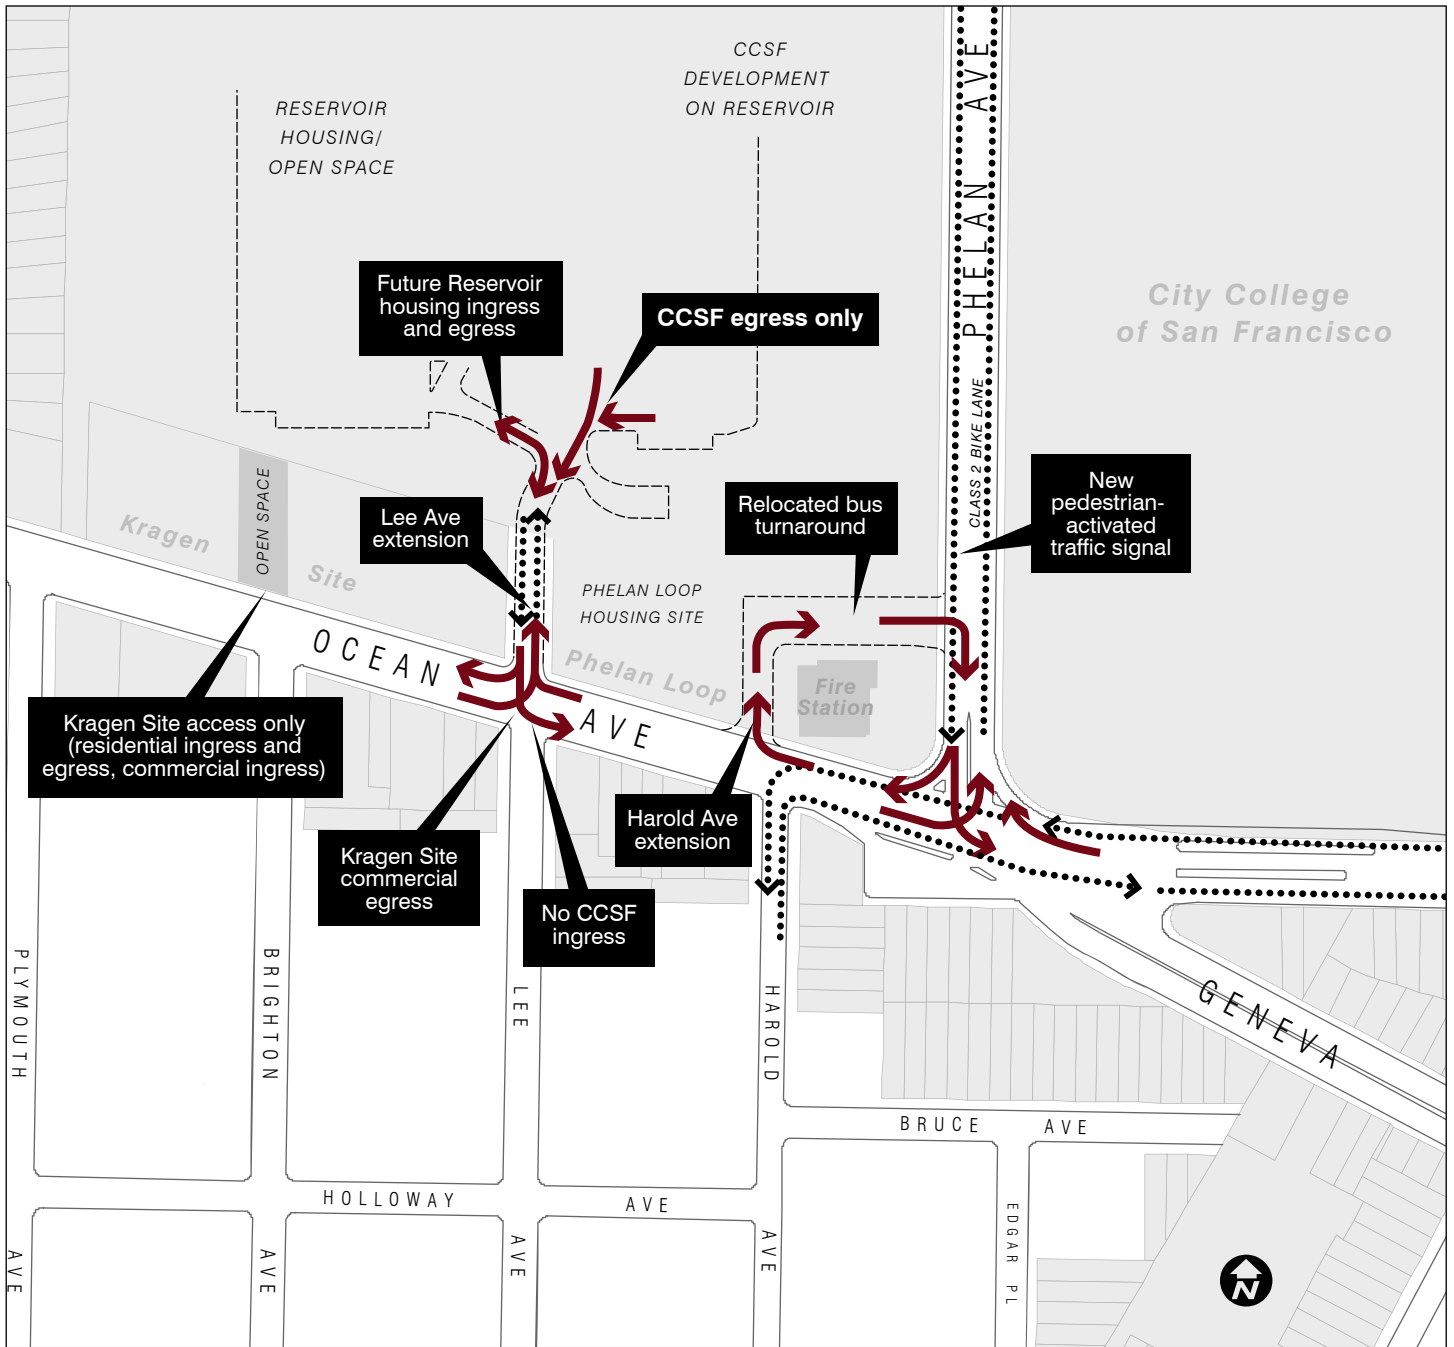 CCSF
DEVELOPMENT
ON RESERVOIR
RESERVOIR
HOUSING/
OPEN SPACE
PHELAN AVE
PHELAN
CLASS 2 BIKE LANE
City College
of San Francisco
Future Reservoir
housing ingress
and egress
CCSF egress only
New
pedestrian-
activated
traffic signal
Relocated bus
turnaround
Lee Ave
extension
OPEN SPACE
Kragen
Site
PHELAN LOOP
HOUSING SITE
Phelan Loop
Fire
Station
OCEAN
AVE
Kragen Site access only
(residential ingress and
egress, commercial ingress)
Harold Ave
extension
Kragen Site
commercial
egress
No CCSF
ingress
PLYMOUTH
AVE
BRIGHTON
AVE
LEE
AVE
HAROLD
AVE
GENEVA
BRUCE AVE
HOLLOWAY AVE
EDGAR PL
N